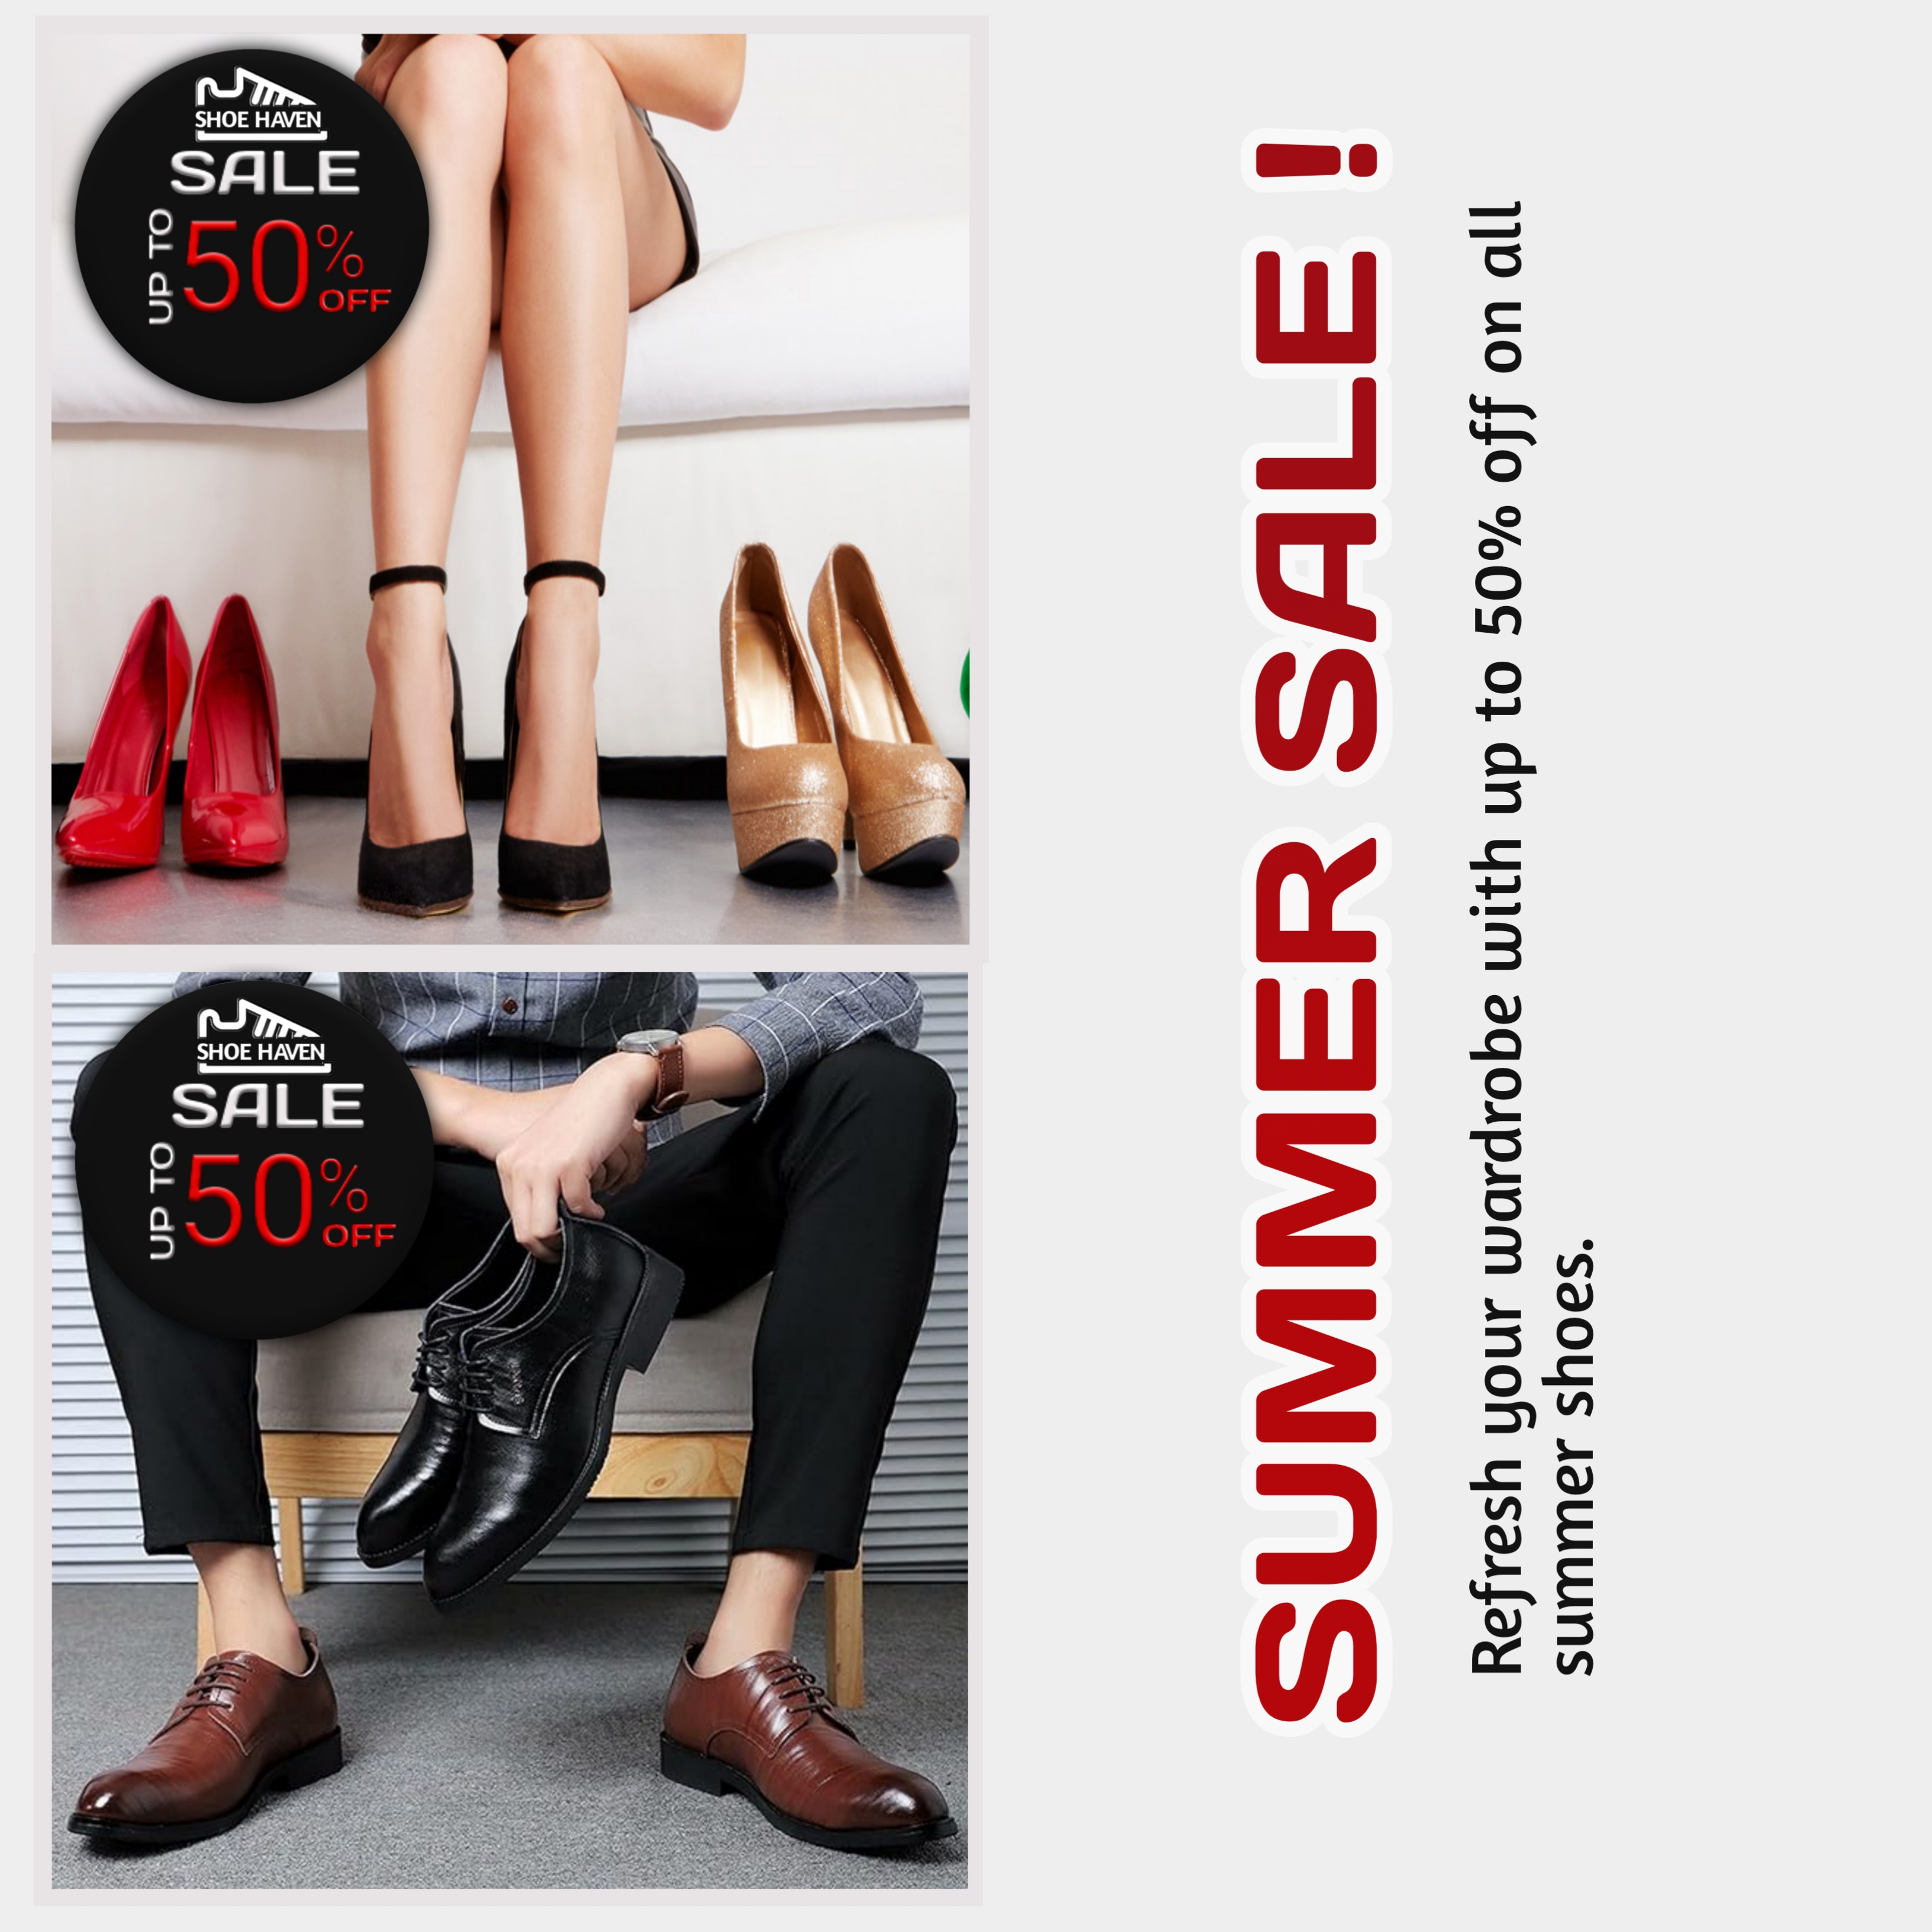 SHOE HAVEN
SALE
UP TO
50%
OFF
SHOE HAVEN
SALE
UP TO
50%
OFF
SUMMER SALE !
Refresh your wardrobe with up to 50% off on all
summer shoes.